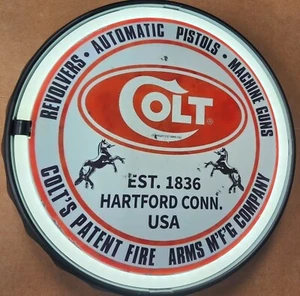 REVOLVERS • AUTOMATIC PISTOLS • MACHINE GUNS
COLT
EST. 1836
HARTFORD CONN.
USA
COLT'S PATENT FIRE ARMS M'F'G COMPANY